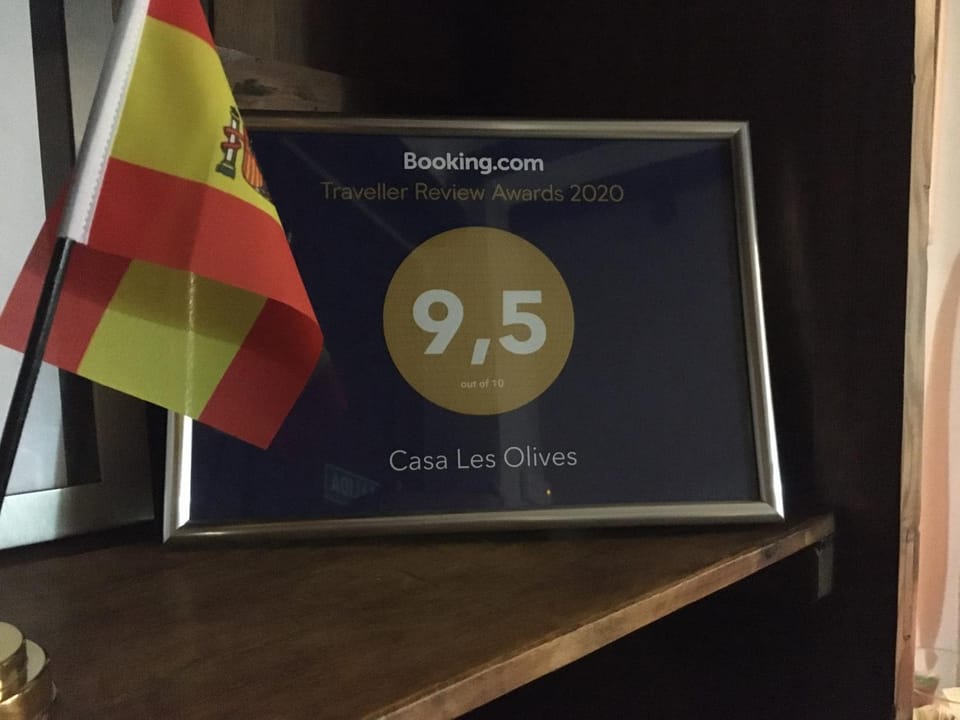 Booking.com
Traveller Review Awards 2020
9,5
out of 10
Casa Les Olives